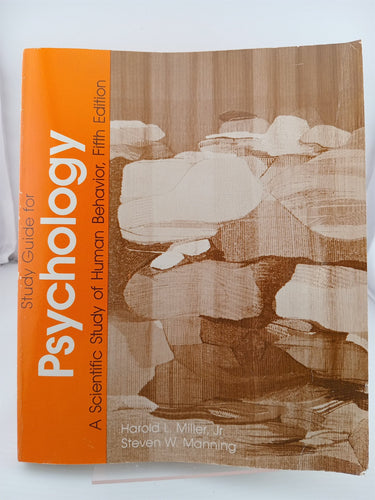 Study Guide for
Psychology
A Scientific Study of Human Behavior, Fifth Edition
Harold L. Miller, Jr.
Steven W. Manning